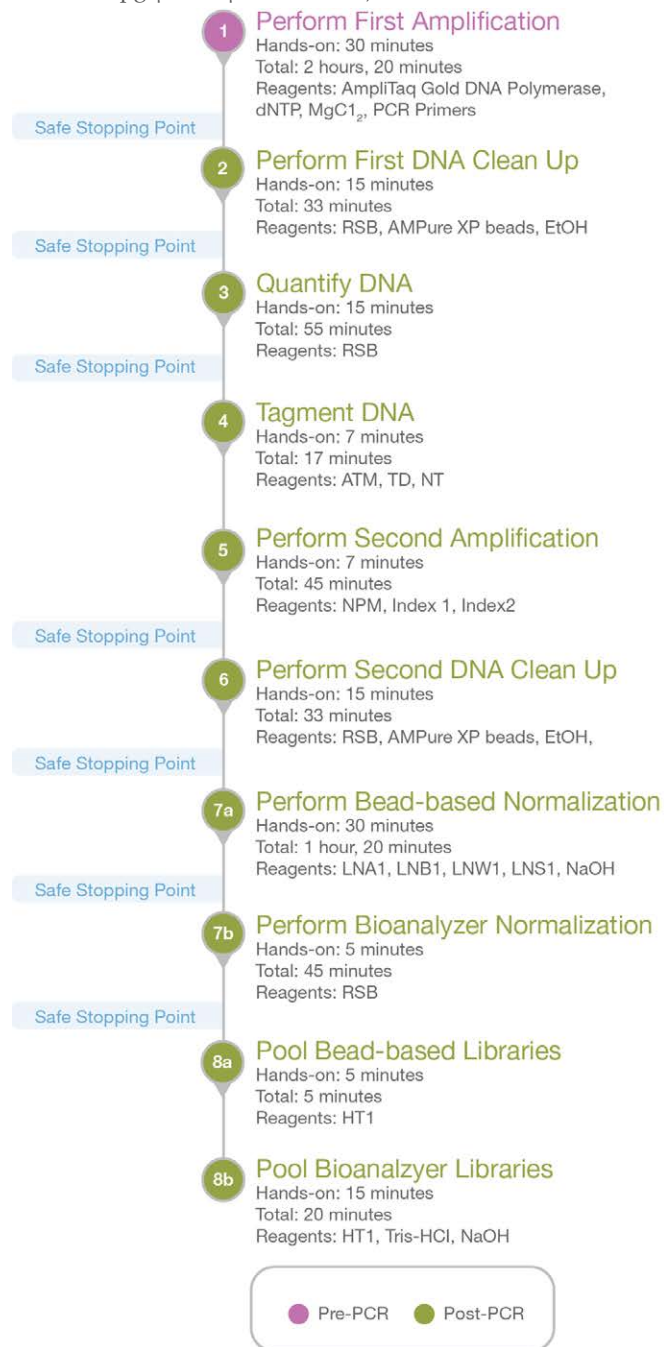 1
Perform First Amplification
Hands-on: 30 minutes
Total: 2 hours, 20 minutes
Reagents: AmpliTaq Gold DNA Polymerase,
dNTP, MgC1₂, PCR Primers
Safe Stopping Point
2
Perform First DNA Clean Up
Hands-on: 15 minutes
Total: 33 minutes
Reagents: RSB, AMPure XP beads, EtOH
Safe Stopping Point
3
Quantify DNA
Hands-on: 15 minutes
Total: 55 minutes
Reagents: RSB
Safe Stopping Point
4
Tagment DNA
Hands-on: 7 minutes
Total: 17 minutes
Reagents: ATM, TD, NT
5
Perform Second Amplification
Hands-on: 7 minutes
Total: 45 minutes
Reagents: NPM, Index 1, Index2
Safe Stopping Point
6
Perform Second DNA Clean Up
Hands-on: 15 minutes
Total: 33 minutes
Reagents: RSB, AMPure XP beads, EtOH,
Safe Stopping Point
7a
Perform Bead-based Normalization
Hands-on: 30 minutes
Total: 1 hour, 20 minutes
Reagents: LNA1, LNB1, LNW1, LNS1, NaOH
Safe Stopping Point
7b
Perform Bioanalyzer Normalization
Hands-on: 5 minutes
Total: 45 minutes
Reagents: RSB
Safe Stopping Point
8a
Pool Bead-based Libraries
Hands-on: 5 minutes
Total: 5 minutes
Reagents: HT1
8b
Pool Bioanalzyer Libraries
Hands-on: 15 minutes
Total: 20 minutes
Reagents: HT1, Tris-HCl, NaOH
Pre-PCR
Post-PCR